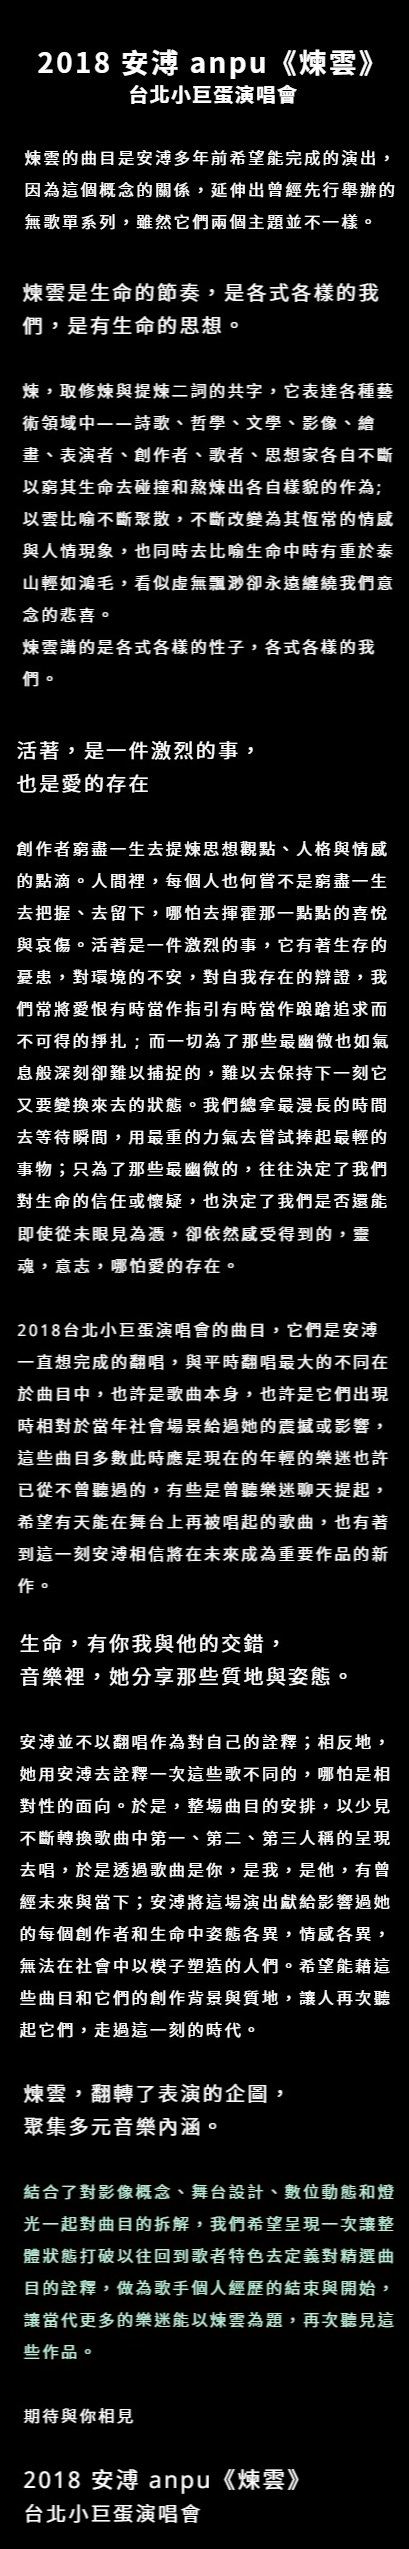 2018 安溥 anpu《煉雲》
台北小巨蛋演唱會
煉雲的曲目是安溥多年前希望能完成的演出，
因為這個概念的關係，延伸出曾經先行舉辦的
無歌單系列，雖然它們兩個主題並不一樣。
煉雲是生命的節奏，是各式各樣的我
們，是有生命的思想。
煉，取修煉與提煉二詞的共字，它表達各種藝
術領域中——詩歌、哲學、文學、影像、繪
畫、表演者、創作者、歌者、思想家各自不斷
以窮其生命去碰撞和熬煉出各自樣貌的作為;
以雲比喻不斷聚散，不斷改變為其恆常的情感
與人情現象，也同時去比喻生命中時有重於泰
山輕如鴻毛，看似虛無飄渺卻永遠纏繞我們意
念的悲喜。
煉雲講的是各式各樣的性子，各式各樣的我
們。
活著，是一件激烈的事，
也是愛的存在
創作者窮盡一生去提煉思想觀點、人格與情感
的點滴。人間裡，每個人也何嘗不是窮盡一生
去把握、去留下，哪怕去揮霍那一點點的喜悅
與哀傷。活著是一件激烈的事，它有著生存的
憂患，對環境的不安，對自我存在的辯證，我
們常將愛恨有時當作指引有時當作踉蹌追求而
不可得的掙扎；而一切為了那些最幽微也如氣
息般深刻卻難以捕捉的，難以去保持下一刻它
又要變換來去的狀態。我們總拿最漫長的時間
去等待瞬間，用最重的力氣去嘗試捧起最輕的
事物；只為了那些最幽微的，往往決定了我們
對生命的信任或懷疑，也決定了我們是否還能
即使從未眼見為憑，卻依然感受得到的，靈
魂，意志，哪怕愛的存在。
2018台北小巨蛋演唱會的曲目，它們是安溥
一直想完成的翻唱，與平時翻唱最大的不同在
於曲目中，也許是歌曲本身，也許是它們出現
時相對於當年社會場景給過她的震撼或影響，
這些曲目多數此時應是現在的年輕的樂迷也許
已從不曾聽過的，有些是曾聽樂迷聊天提起，
希望有天能在舞台上再被唱起的歌曲，也有著
到這一刻安溥相信將在未來成為重要作品的新
作。
生命，有你我與他的交錯，
音樂裡，她分享那些質地與姿態。
安溥並不以翻唱作為對自己的詮釋；相反地，
她用安溥去詮釋一次這些歌不同的，哪怕是相
對性的面向。於是，整場曲目的安排，以少見
不斷轉換歌曲中第一、第二、第三人稱的呈現
去唱，於是透過歌曲是你，是我，是他，有曾
經未來與當下；安溥將這場演出獻給影響過她
的每個創作者和生命中姿態各異，情感各異，
無法在社會中以模子塑造的人們。希望能藉這
些曲目和它們的創作背景與質地，讓人再次聽
起它們，走過這一刻的時代。
煉雲，翻轉了表演的企圖，
聚集多元音樂內涵。
結合了對影像概念、舞台設計、數位動態和燈
光一起對曲目的拆解，我們希望呈現一次讓整
體狀態打破以往回到歌者特色去定義對精選曲
目的詮釋，做為歌手個人經歷的結束與開始，
讓當代更多的樂迷能以煉雲為題，再次聽見這
些作品。
期待與你相見
2018 安溥 anpu《煉雲》
台北小巨蛋演唱會